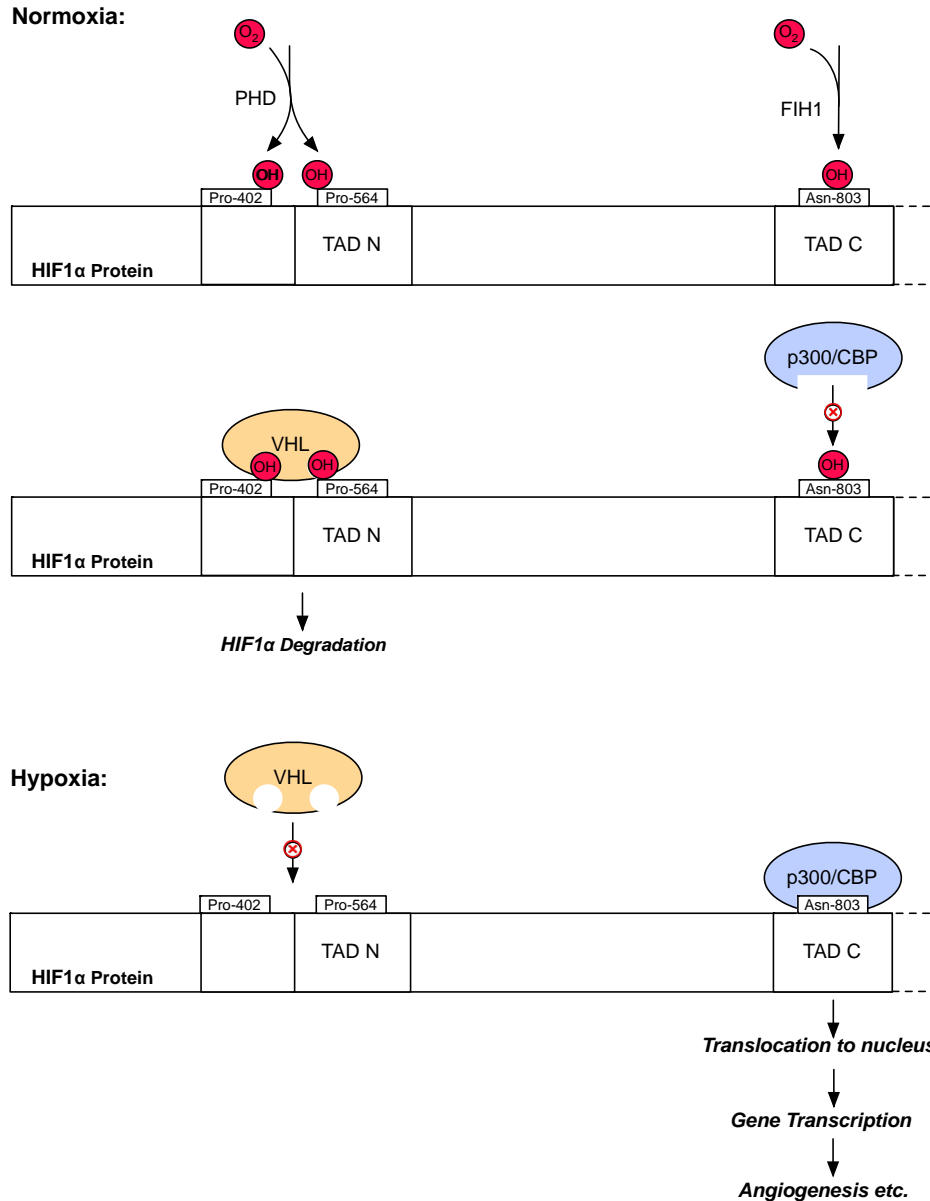 Normoxia:
O2
O2
PHD
FIH1
OH
OH
OH
Pro-402
Pro-564
Asn-803
TAD N
TAD C
HIF1α Protein
p300/CBP
VHL
OH
OH
OH
Pro-402
Pro-564
Asn-803
TAD N
TAD C
HIF1α Protein
HIF1α Degradation
Hypoxia:
VHL
p300/CBP
Pro-402
Pro-564
Asn-803
TAD N
TAD C
HIF1α Protein
Translocation to nucleus
Gene Transcription
Angiogenesis etc.